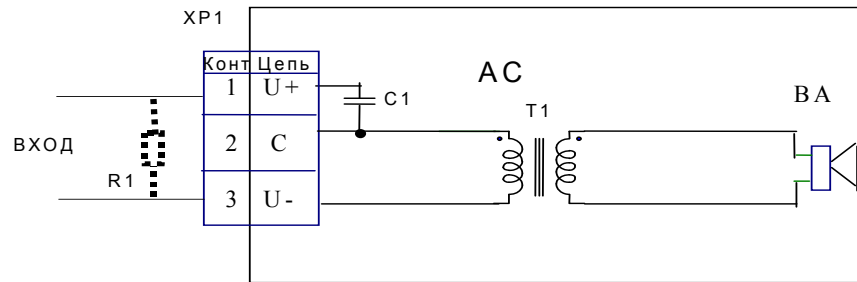 XP1
Конт Цепь
1 U+
C1
2 C
3 U-
ВХОД
R1
АС
T1
ВА